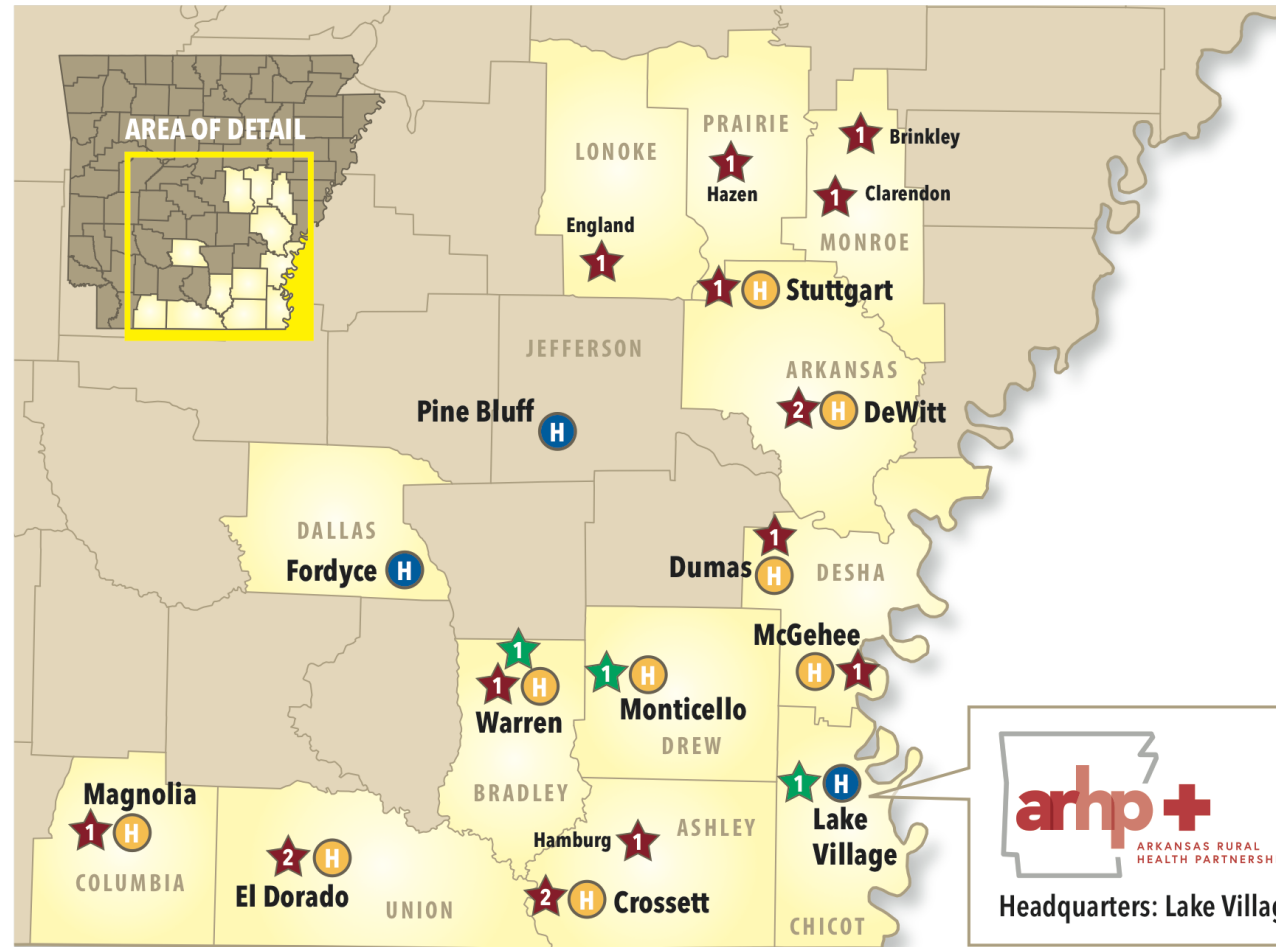 AREA OF DETAIL
LONOKE
PRAIRIE
1
Hazen
1
Brinkley
1
Clarendon
MONROE
England
1
1
H
Stuttgart
JEFFERSON
Pine Bluff
H
ARKANSAS
2
H
DeWitt
DALLAS
Fordyce
H
1
Dumas
H
DESHA
McGehee
H
1
1
1
H
Warren
BRADLEY
1
H
Monticello
DREW
1
H
Lake
Village
CHICOT
Magnolia
1
H
COLUMBIA
2
H
El Dorado
UNION
Hamburg
1
ASHLEY
2
H
Crossett
arhp
ARKANSAS RURAL
HEALTH PARTNERSH
Headquarters: Lake Villag